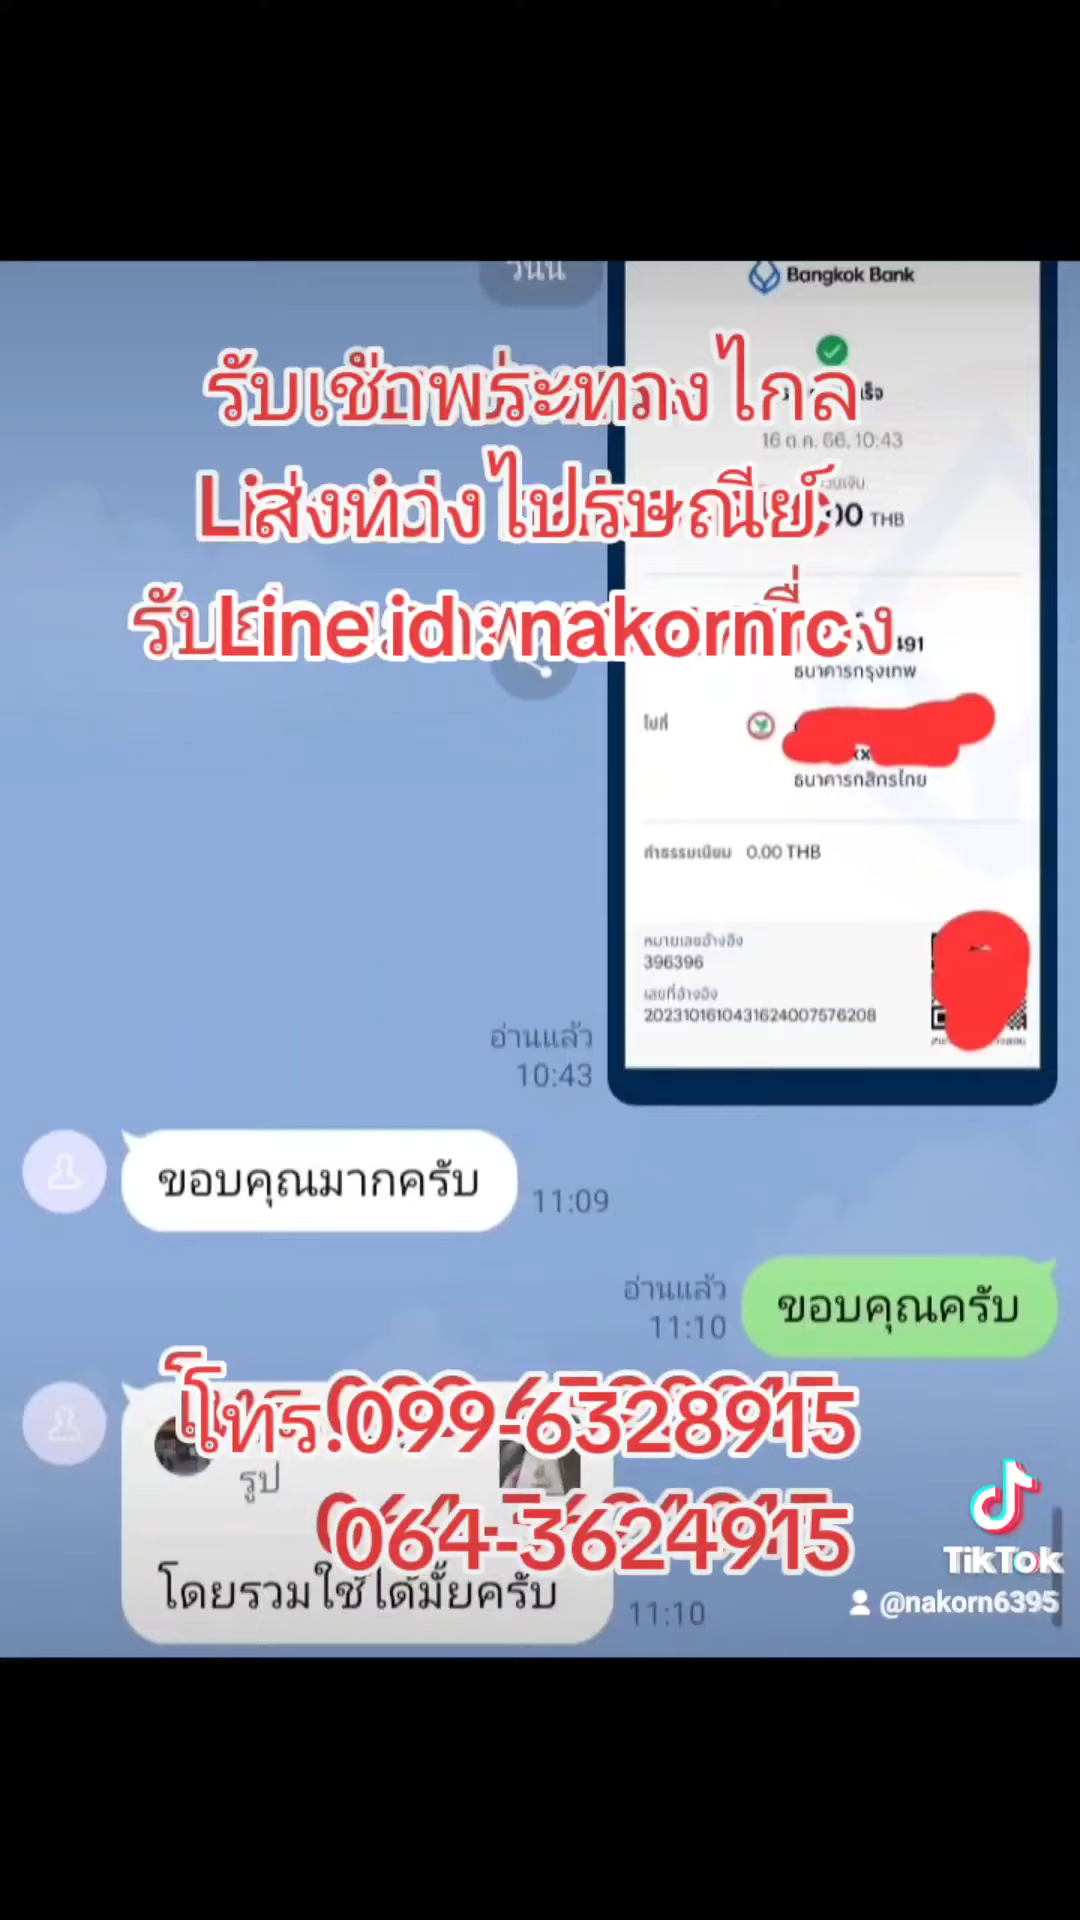 วันนี้
Bangkok Bank
16 ต.ค. 66, 10:43
รับเช่าพระทางไกล
ส่งทางไปรษณีย์
THB
Line id : nakornrc
491
ธนาคารกรุงเทพ
ไปที่
ธนาคารกสิกรไทย
ค่าธรรมเนียม 0.00 THB
หมายเลขอ้างอิง
396396
เลขที่อ้างอิง
2023101610431624007576208
อ่านแล้ว
10:43
ขอบคุณมากครับ
11:09
อ่านแล้ว
11:10
ขอบคุณครับ
โทร.099-6328915
รูป
064-3624915
โดยรวมใช้ได้มั้ยครับ
11:10
TikTok
@nakorn6395